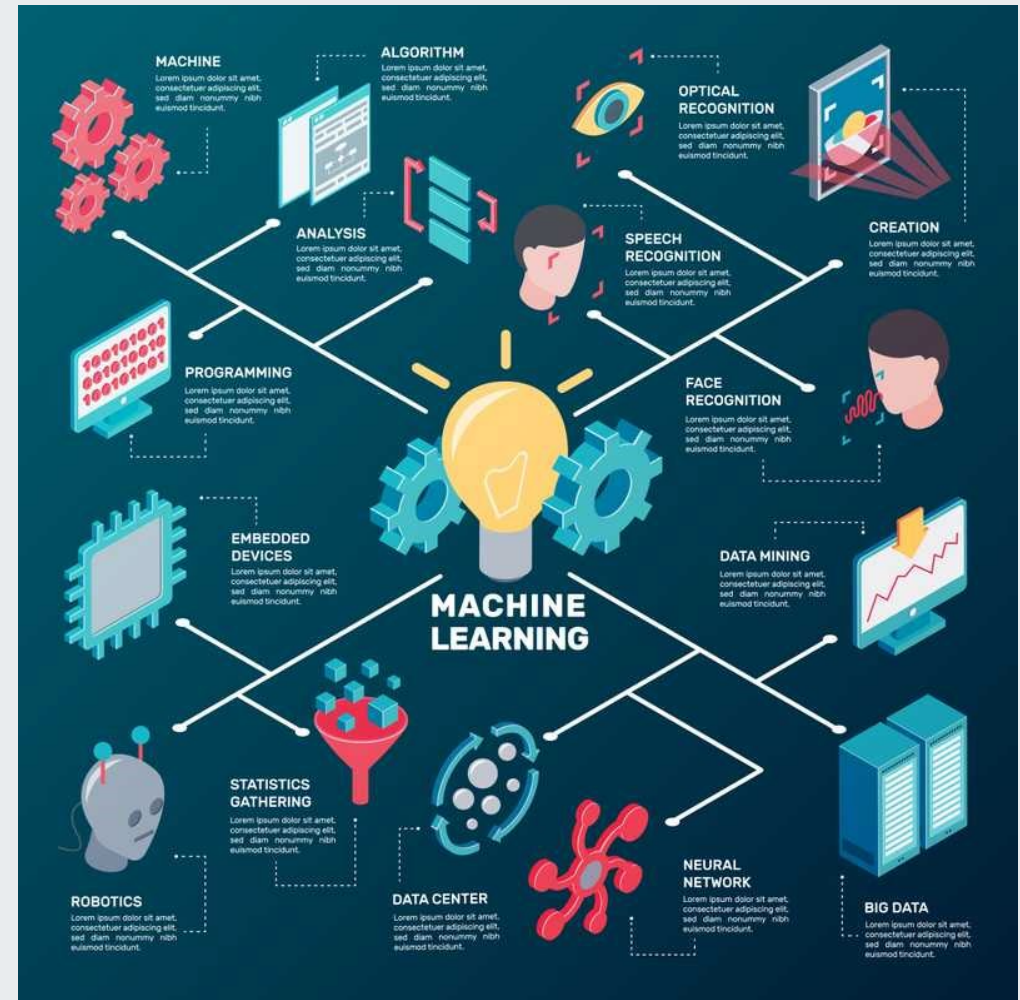 MACHINE
Lorem ipsum dolor sit amet,
consectetuer adipiscing elit,
sed diam nonummy nibh
euismod tincidunt.
ALGORITHM
Lorem ipsum dolor sit amet,
consectetuer adipiscing elit,
sed diam nonummy nibh
euismod tincidunt.
OPTICAL
RECOGNITION
Lorem ipsum dolor sit amet,
consectetuer adipiscing elit,
sed diam nonummy nibh
euismod tincidunt.
CREATION
Lorem ipsum dolor sit amet,
consectetuer adipiscing elit,
sed diam nonummy nibh
euismod tincidunt.
ANALYSIS
Lorem ipsum dolor sit amet,
consectetuer adipiscing elit,
sed diam nonummy nibh
euismod tincidunt.
SPEECH
RECOGNITION
Lorem ipsum dolor sit amet,
consectetuer adipiscing elit,
sed diam nonummy nibh
euismod tincidunt.
100101001
001010010
100101001
PROGRAMMING
Lorem ipsum dolor sit amet,
consectetuer adipiscing elit,
sed diam nonummy nibh
euismod tincidunt.
FACE
RECOGNITION
Lorem ipsum dolor sit amet,
consectetuer adipiscing elit,
sed diam nonummy nibh
euismod tincidunt.
EMBEDDED
DEVICES
Lorem ipsum dolor sit amet,
consectetuer adipiscing elit,
sed diam nonummy nibh
euismod tincidunt.
DATA MINING
Lorem ipsum dolor sit amet,
consectetuer adipiscing elit,
sed diam nonummy nibh
euismod tincidunt.
MACHINE
LEARNING
STATISTICS
GATHERING
Lorem ipsum dolor sit amet,
consectetuer adipiscing elit,
sed diam nonummy nibh
euismod tincidunt.
ROBOTICS
Lorem ipsum dolor sit amet,
consectetuer adipiscing elit,
sed diam nonummy nibh
euismod tincidunt.
DATA CENTER
Lorem ipsum dolor sit amet,
consectetuer adipiscing elit,
sed diam nonummy nibh
euismod tincidunt.
NEURAL
NETWORK
Lorem ipsum dolor sit amet,
consectetuer adipiscing elit,
sed diam nonummy nibh
euismod tincidunt.
BIG DATA
Lorem ipsum dolor sit amet,
consectetuer adipiscing elit,
sed diam nonummy nibh
euismod tincidunt.